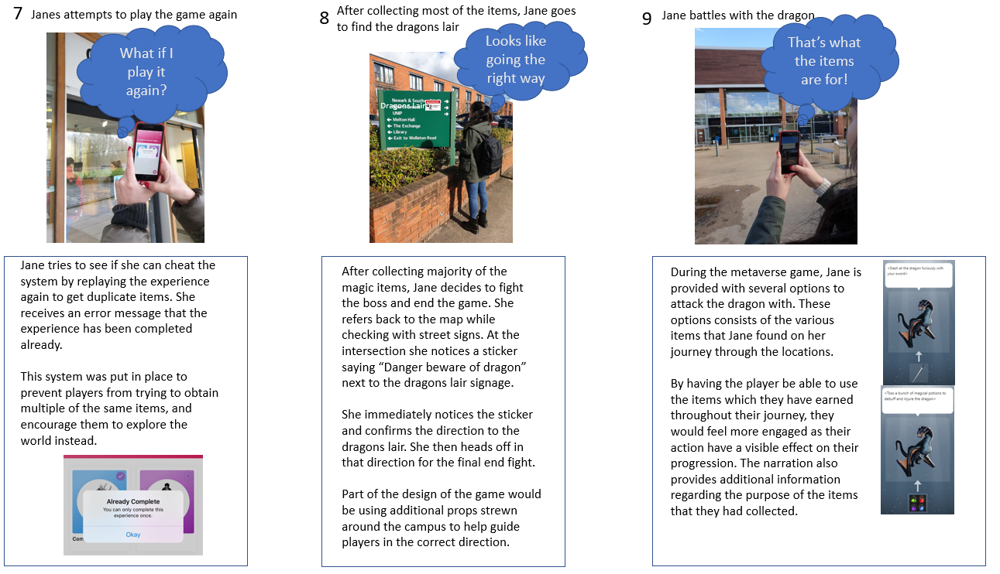 7 Janes attempts to play the game again
What if I
play it
again?
Jane tries to see if she can cheat the
system by replaying the experience
again to get duplicate items. She
receives an error message that the
experience has been completed
already.
This system was put in place to
prevent players from trying to obtain
multiple of the same items, and
encourage them to explore the
world instead.
Already Complete
You can only complete this
experience once.
Okay
Com
8 After collecting most of the items, Jane goes
to find the dragons lair
Looks like
going the
right way
Newark & South
Dragons Lair
UNIP
Melton Hall
The Exchange
Library
Exit to Wollaton Road
After collecting majority of the
magic items, Jane decides to fight
the boss and end the game. She
refers back to the map while
checking with street signs. At the
intersection she notices a sticker
saying “Danger beware of dragon”
next to the dragons lair signage.
She immediately notices the sticker
and confirms the direction to the
dragons lair. She then heads off in
that direction for the final end fight.
Part of the design of the game would
be using additional props strewn
around the campus to help guide
players in the correct direction.
9 Jane battles with the dragon
That’s what
the items
are for!
During the metaverse game, Jane is
provided with several options to
attack the dragon with. These
options consists of the various
items that Jane found on her
journey through the locations.
By having the player be able to use
the items which they have earned
throughout their journey, they
would feel more engaged as their
action have a visible effect on their
progression. The narration also
provides additional information
regarding the purpose of the items
that they had collected.
<Slash at the dragon furiously with
your sword>
<Toss a bunch of magical potions to
debuff and injure the dragon>